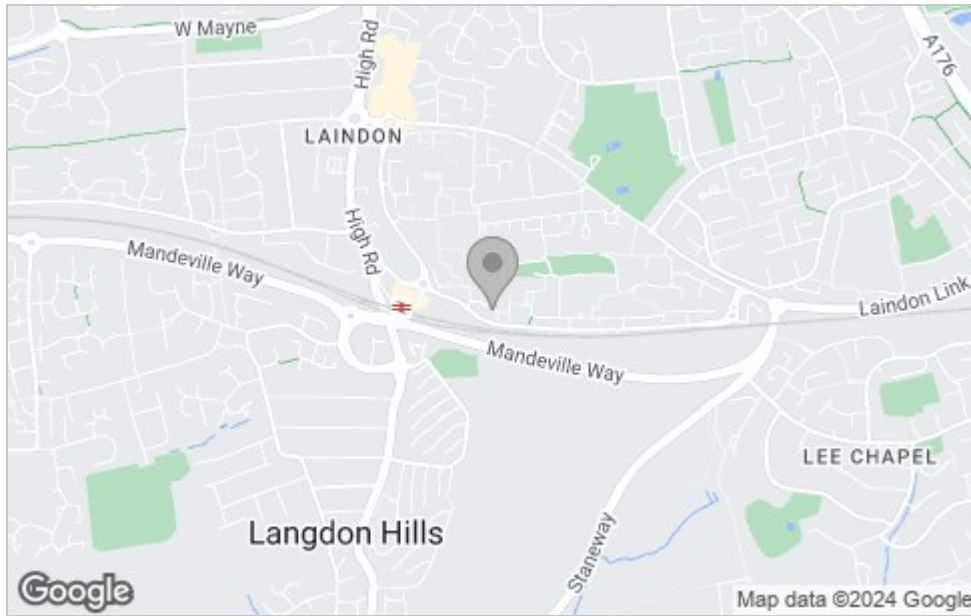 W Mayne
High Rd
A176
LAINDON
High Rd
Mandeville Way
Laindon Link
Mandeville Way
LEE CHAPEL
Langdon Hills
Staneway
Google
Map data ©2024 Google